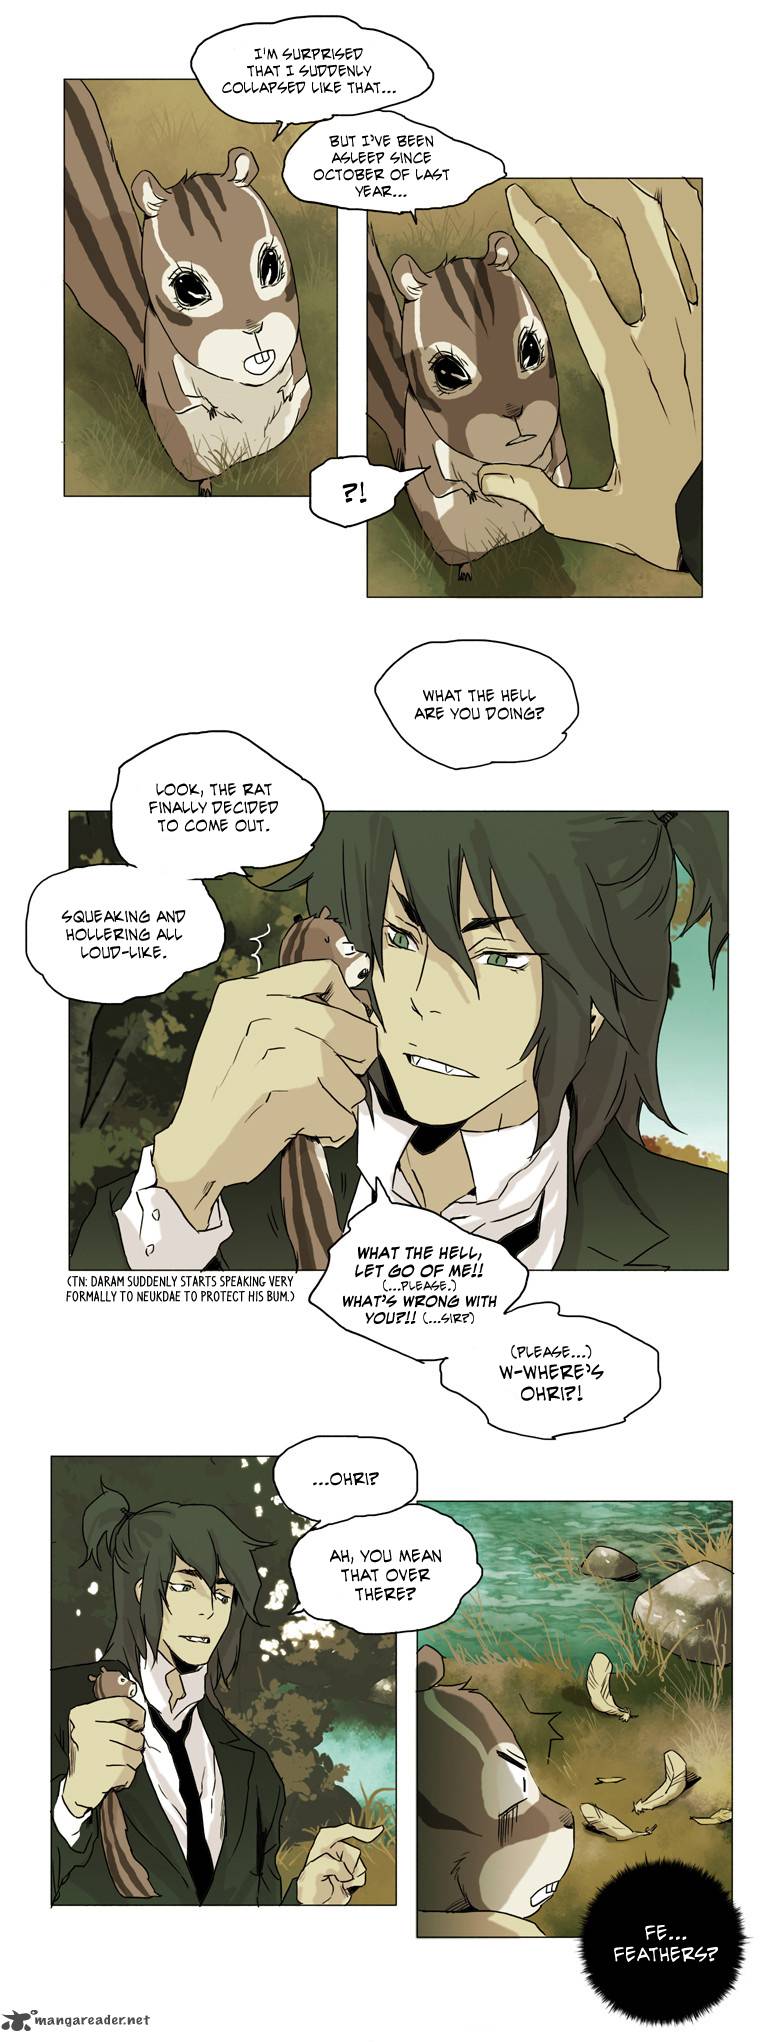 I'M SURPRISED
THAT I SUDDENLY
COLLAPSED LIKE THAT...
BUT I'VE BEEN
ASLEEP SINCE
OCTOBER OF LAST
YEAR...
?!
WHAT THE HELL
ARE YOU DOING?
LOOK, THE RAT
FINALLY DECIDED
TO COME OUT.
SQUEAKING AND
HOLLERING ALL
LOUD-LIKE.
WHAT THE HELL,
LET GO OF ME!!
(...PLEASE.)
WHAT'S WRONG WITH
YOU?!! (...SIR?)
(TN: DARAM SUDDENLY STARTS SPEAKING VERY
FORMALLY TO NEUKDAE TO PROTECT HIS BUM.)
(PLEASE...)
W-WHERE'S
OHRI?!
...OHRI?
AH, YOU MEAN
THAT OVER
THERE?
FE...
FEATHERS?
mangareader.net